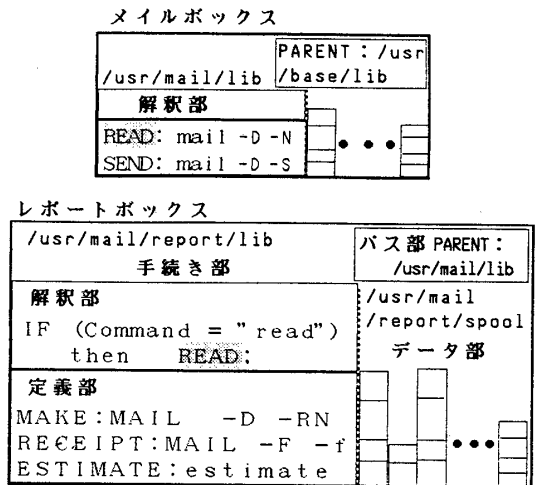 メイルボックス
PARENT：/usr
/base/lib
/usr/mail/lib
解釈部
READ: mail -D -N
SEND: mail -D -S
レポートボックス
/usr/mail/report/lib
手続き部
パス部 PARENT：
/usr/mail/lib
解釈部
IF (Command = "read")
then READ:
/usr/mail
/report/spool
データ部
定義部
MAKE:MAIL -D -RN
RECEIPT:MAIL -F -f
ESTIMATE:estimate